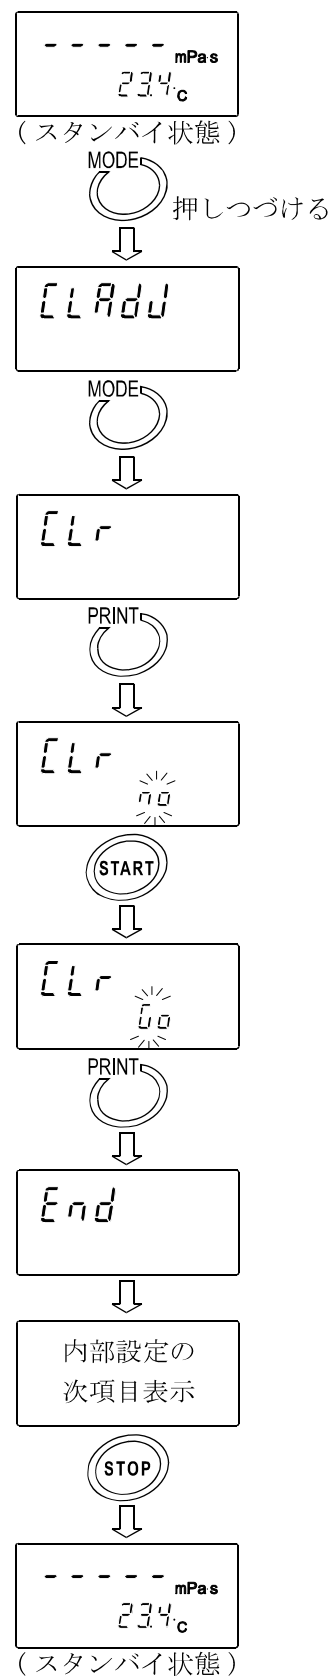 ----- mPa·s
23.4°C
(スタンバイ状態)
MODE
押しつづける
CLAdJ
MODE
CLr
PRINT
CLr
no
START
CLr
Go
PRINT
End
内部設定の
次項目表示
STOP
----- mPa·s
23.4°C
(スタンバイ状態)